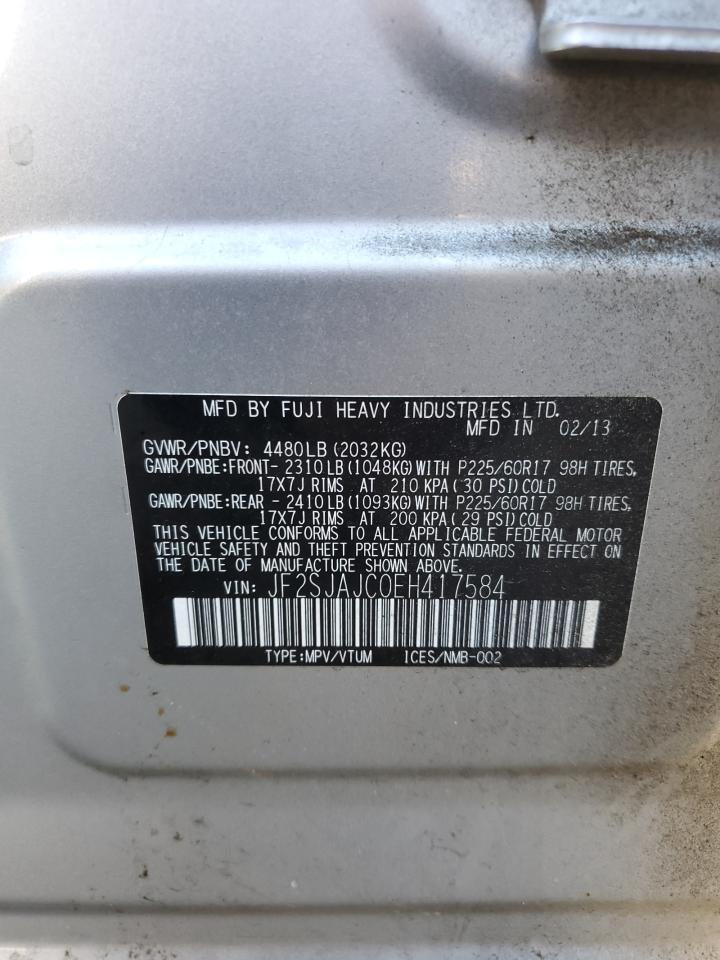 MFD BY FUJI HEAVY INDUSTRIES LTD.
MFD IN 02/13
GVWR/PNBV: 4480LB (2032KG)
GAWR/PNBE:FRONT- 2310LB (1048KG) WITH P225/60R17 98H TIRES,
17X7J RIMS AT 210 KPA ( 30 PSI) COLD
GAWR/PNBE:REAR - 2410LB (1093KG) WITH P225/60R17 98H TIRES,
17X7J RIMS AT 200 KPA ( 29 PSI) COLD
THIS VEHICLE CONFORMS TO ALL APPLICABLE FEDERAL MOTOR
VEHICLE SAFETY AND THEFT PREVENTION STANDARDS IN EFFECT ON
THE DATE OF MANUFACTURE SHOWN ABOVE.
VIN: JF2SJAJC0EH417584
TYPE:MPV/VTUM ICES/NMB-002